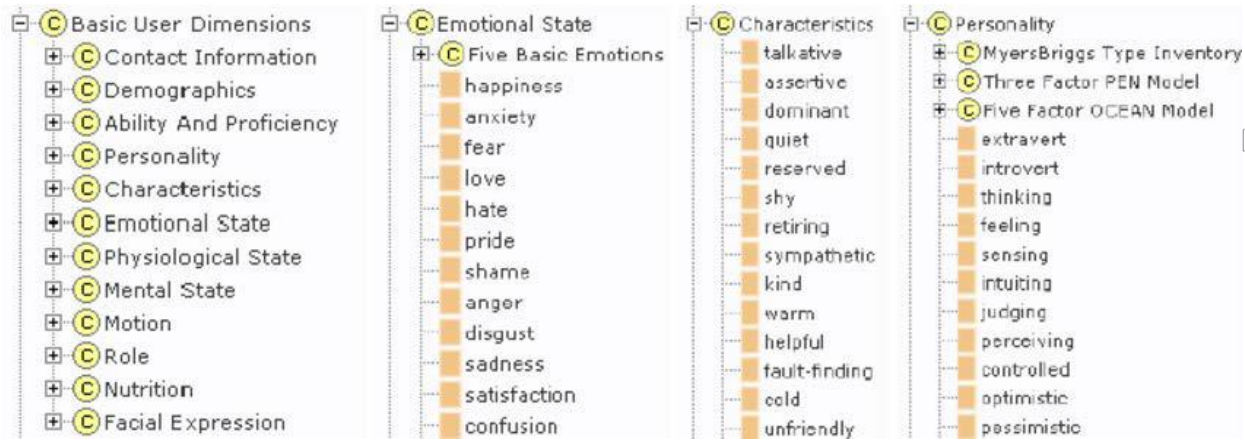 Basic User Dimensions
Contact Information
Demographics
Ability And Proficiency
Personality
Characteristics
Emotional State
Physiological State
Mental State
Motion
Role
Nutrition
Facial Expression
Emotional State
Five Basic Emotions
happiness
anxiety
fear
love
hate
pride
shame
anger
disgust
sadness
satisfaction
confusion
Characteristics
talkative
assertive
dominant
quiet
reserved
shy
retiring
sympathetic
kind
warm
helpful
fault-finding
cold
unfriendly
Personality
MyersBriggs Type Inventory
Three Factor PEN Model
Five Factor OCEAN Model
extravert
introvert
thinking
feeling
sensing
intuiting
judging
perceiving
controlled
optimistic
pessimistic